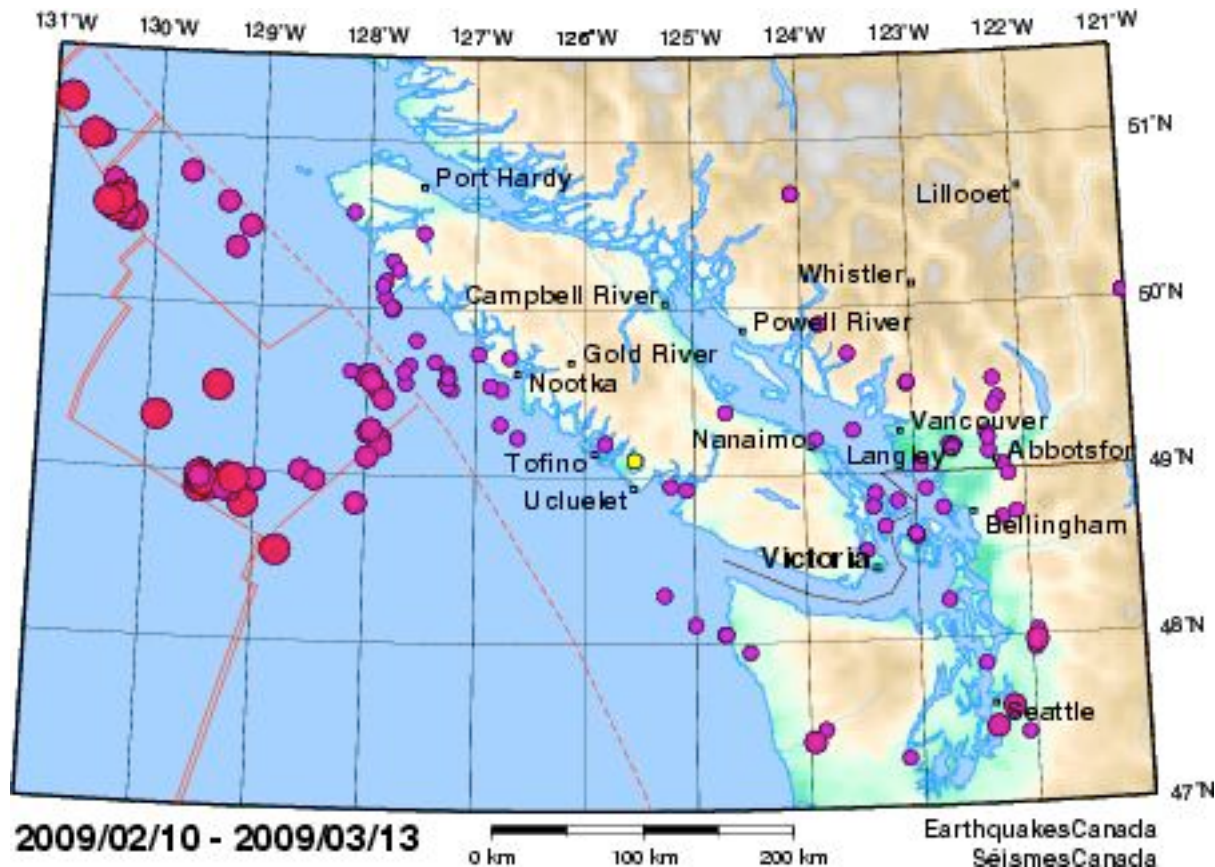 131°W 130°W 129°W 128°W 127°W 126°W 125°W 124°W 123°W 122°W 121°W
51°N
Port Hardy
Lillooet
Whistler
50°N
Campbell River
Powell River
Gold River
Nootka
Vancouver
Nanaimo
Langley
Abbotsfor
49°N
Tofino
Ucluelet
Bellingham
Victoria
48°N
Seattle
47°N
2009/02/10 - 2009/03/13
0 km 100 km 200 km
EarthquakesCanada
SéismesCanada